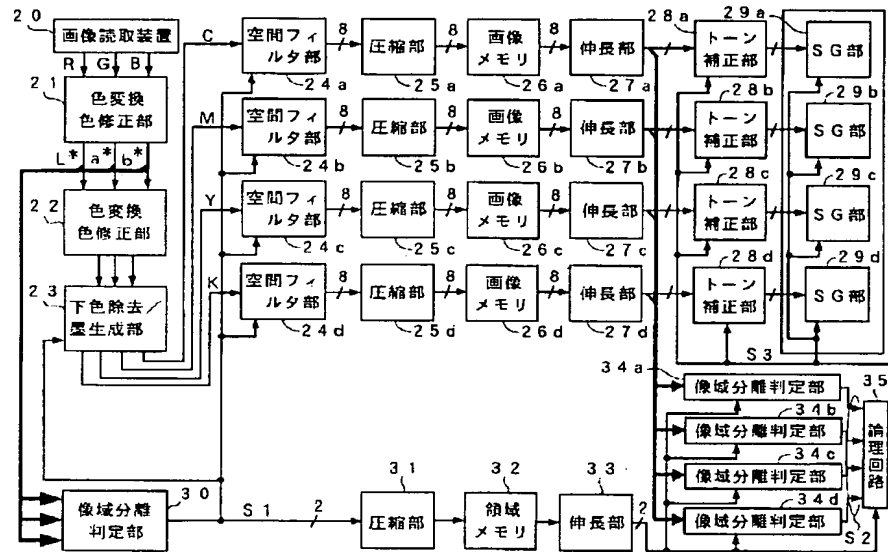 20
画像読取装置
R G B
21
色変換
色修正部
L* a* b*
22
色変換
色修正部
23
下色除去/
墨生成部
C
M
Y
K
空間フィ
ルタ部
24a
8
圧縮部
25a
8
画像
メモリ
26a
8
伸長部
27a
28a
トーン
補正部
29a
SG部
空間フィ
ルタ部
24b
8
圧縮部
25b
8
画像
メモリ
26b
8
伸長部
27b
28b
トーン
補正部
29b
SG部
空間フィ
ルタ部
24c
8
圧縮部
25c
8
画像
メモリ
26c
8
伸長部
27c
28c
トーン
補正部
29c
SG部
空間フィ
ルタ部
24d
8
圧縮部
25d
8
画像
メモリ
26d
8
伸長部
27d
28d
トーン
補正部
29d
SG部
S3
34a
像域分離判定部
34b
像域分離判定部
34c
像域分離判定部
34d
像域分離判定部
35
論理回路
S2
30
像域分離
判定部
S1
2
31
圧縮部
32
領域
メモリ
33
伸長部
2